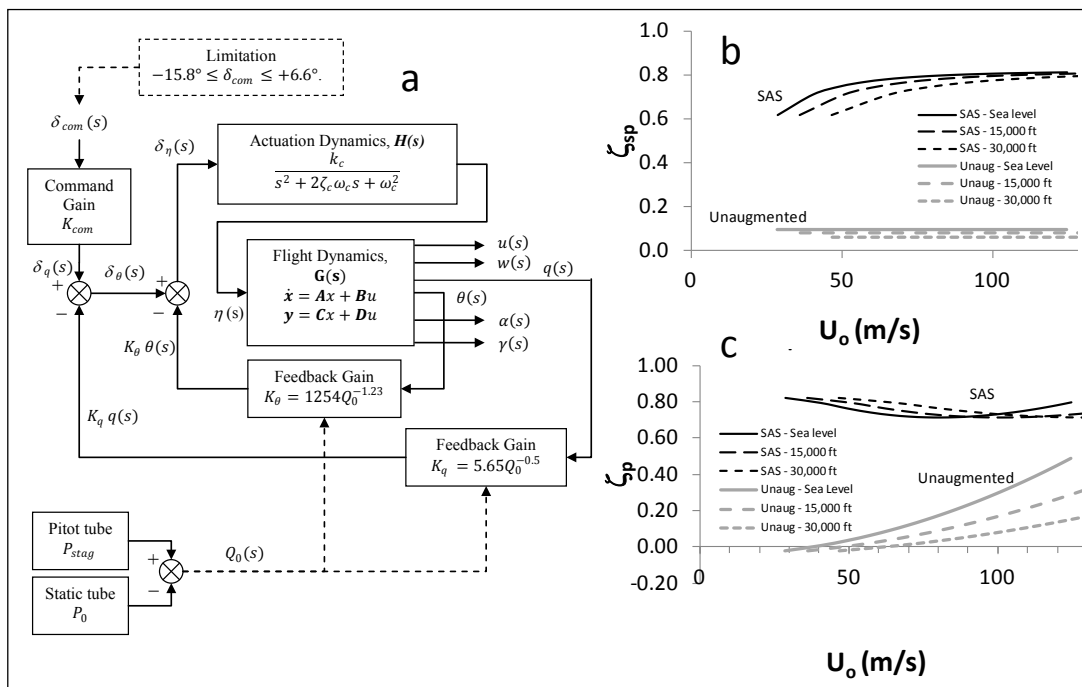 a
Limitation
−15.8° ≤ δcom ≤ +6.6°.
δcom(s)
Command
Gain
Kcom
δη(s)
Actuation Dynamics, H(s)
kc
s² + 2ζcωcs + ωc²
δq(s)
δθ(s)
+
−
+
−
Flight Dynamics,
G(s)
ẋ = Ax + Bu
y = Cx + Du
η(s)
u(s)
w(s)
q(s)
θ(s)
α(s)
γ(s)
Kθ θ(s)
Feedback Gain
Kθ = 1254Q0^−1.23
Kq q(s)
Feedback Gain
Kq = 5.65Q0^−0.5
Pitot tube
Pstag
+
−
Q0(s)
Static tube
P0
b
ζsp
1.0
0.8
0.6
0.4
0.2
0.0
SAS
SAS - Sea level
SAS - 15,000 ft
SAS - 30,000 ft
Unaug - Sea Level
Unaug - 15,000 ft
Unaug - 30,000 ft
Unaugmented
0
50
100
Uo (m/s)
c
ζsp
1.00
0.80
0.60
0.40
0.20
0.00
-0.20
SAS
SAS - Sea level
SAS - 15,000 ft
SAS - 30,000 ft
Unaug - Sea Level
Unaug - 15,000 ft
Unaug - 30,000 ft
Unaugmented
0
50
100
Uo (m/s)